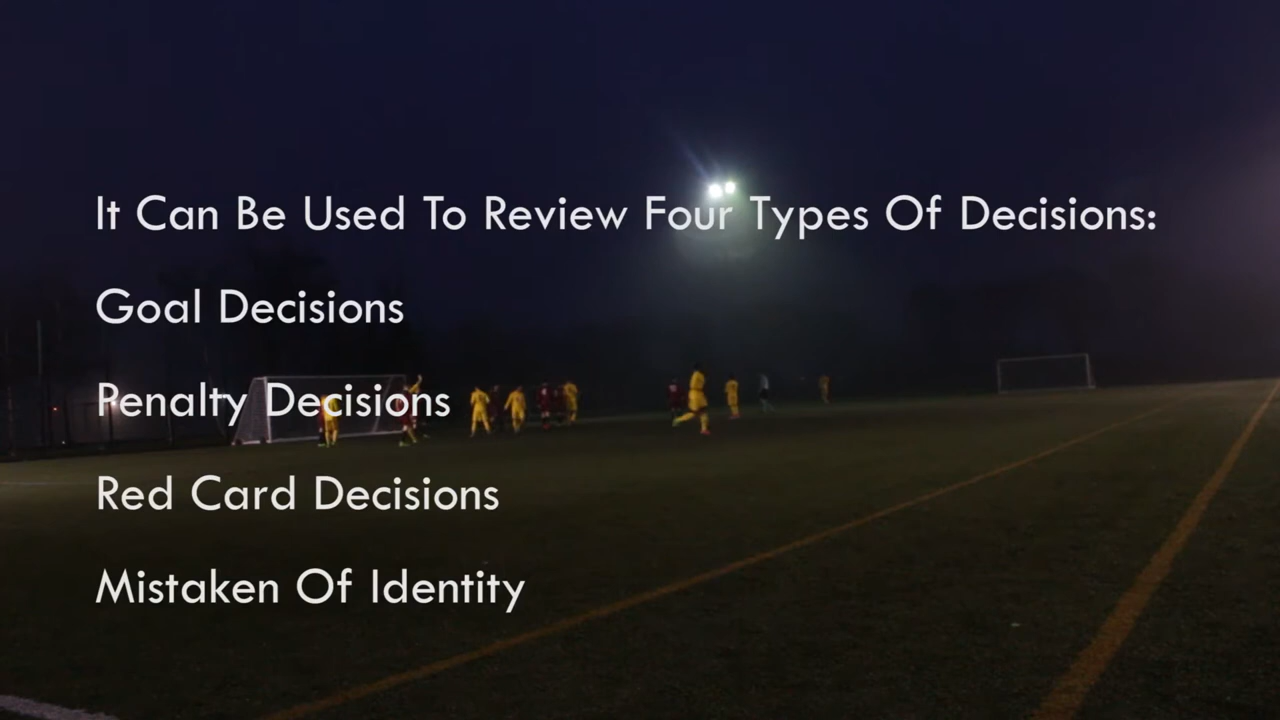 It Can Be Used To Review Four Types Of Decisions:
Goal Decisions
Penalty Decisions
Red Card Decisions
Mistaken Of Identity